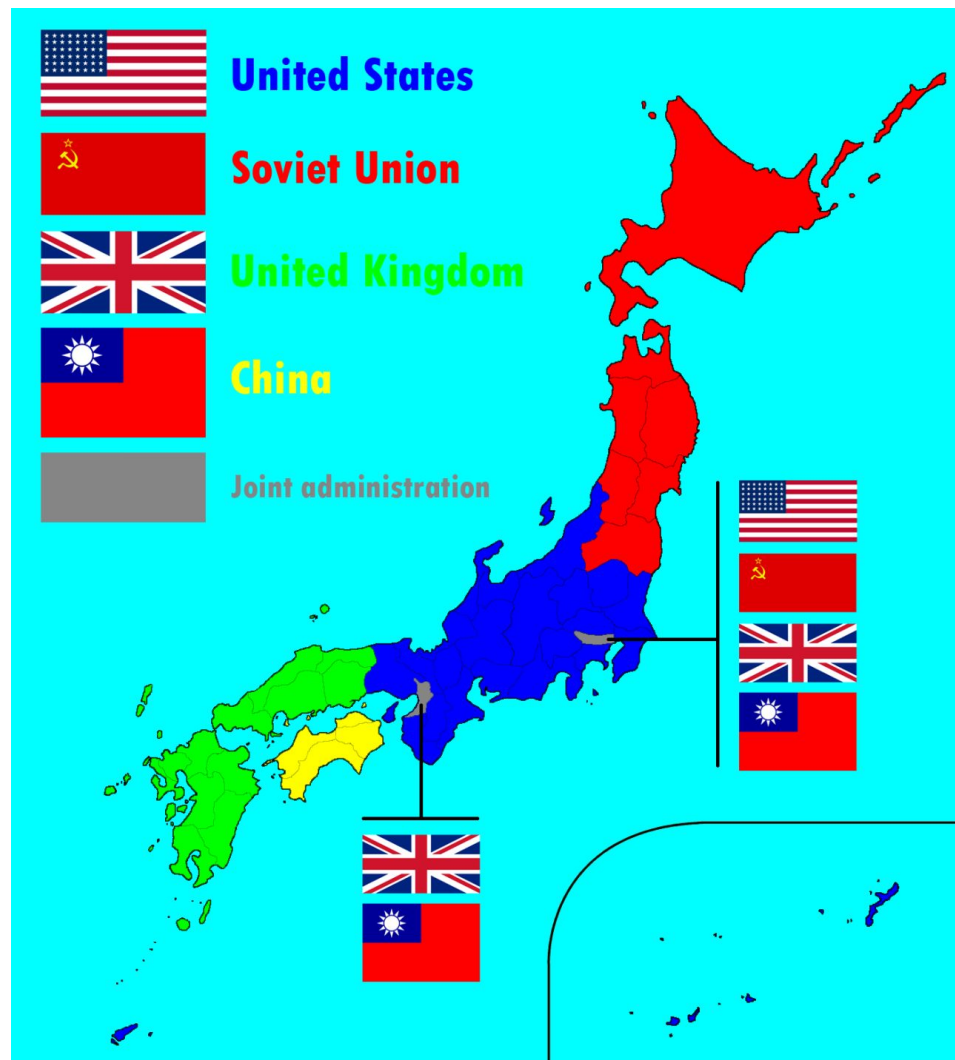 United States
Soviet Union
United Kingdom
China
Joint administration